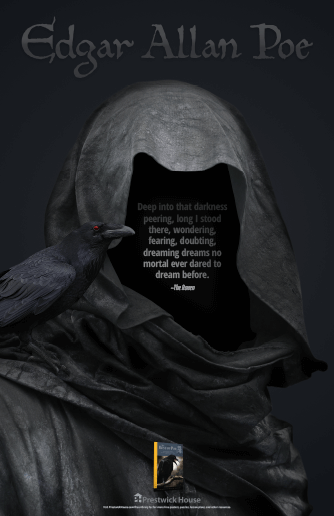 Edgar Allan Poe
Deep into that darkness
peering, long I stood
there, wondering,
fearing, doubting,
dreaming dreams no
mortal ever dared to
dream before.
–The Raven
Prestwick House